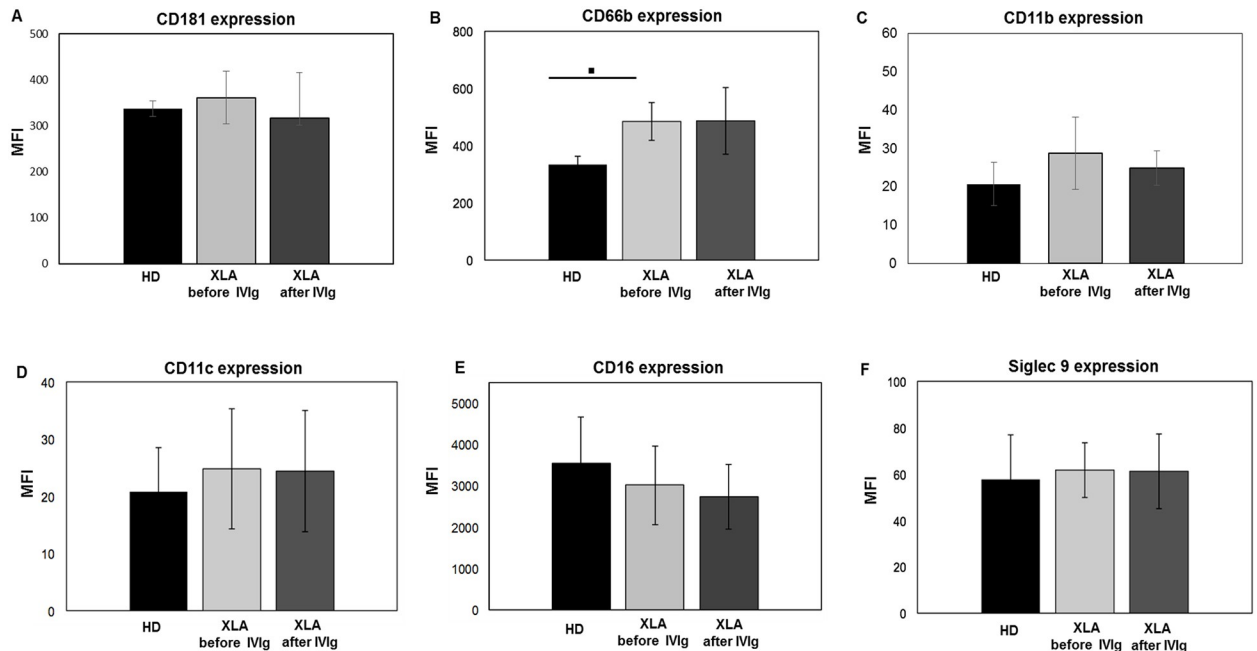 A
CD181 expression
MFI
500
400
300
200
100
0
HD
XLA
before IVIg
XLA
after IVIg
B
CD66b expression
MFI
800
600
400
200
0
HD
XLA
before IVIg
XLA
after IVIg
C
CD11b expression
MFI
60
50
40
30
20
10
0
HD
XLA
before IVIg
XLA
after IVIg
D
CD11c expression
MFI
40
30
20
10
0
HD
XLA
before IVIg
XLA
after IVIg
E
CD16 expression
MFI
5000
4000
3000
2000
1000
0
HD
XLA
before IVIg
XLA
after IVIg
F
Siglec 9 expression
MFI
100
80
60
40
20
0
HD
XLA
before IVIg
XLA
after IVIg